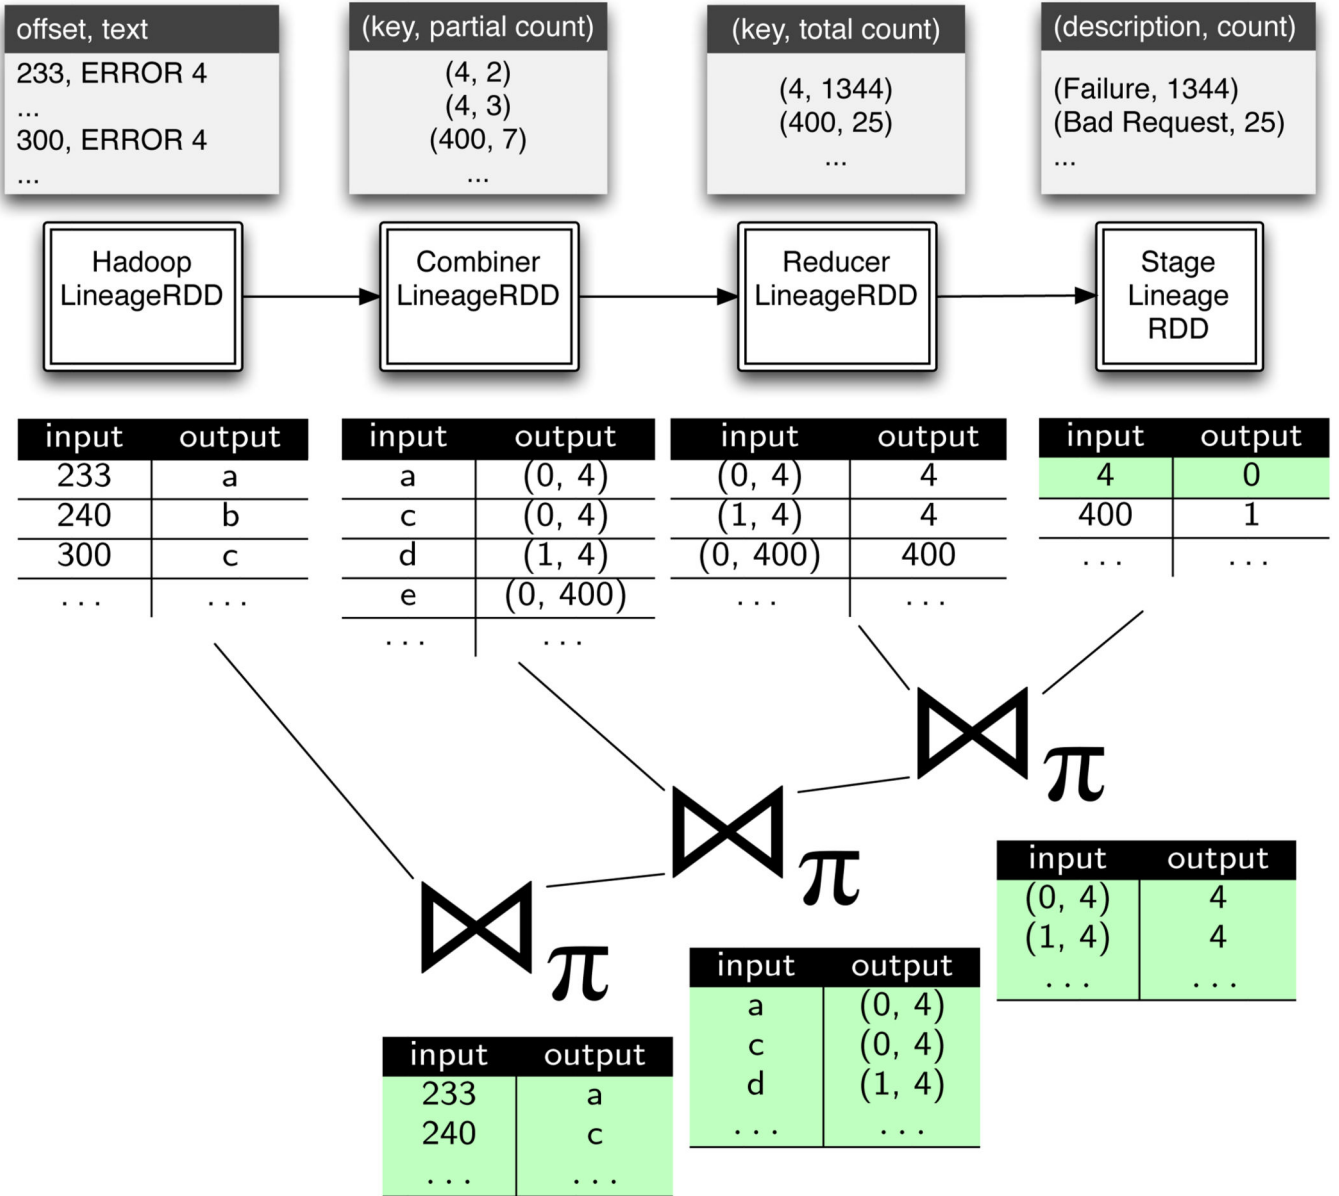 offset, text
233, ERROR 4
...
300, ERROR 4
...
(key, partial count)
(4, 2)
(4, 3)
(400, 7)
...
(key, total count)
(4, 1344)
(400, 25)
...
(description, count)
(Failure, 1344)
(Bad Request, 25)
...
Hadoop
LineageRDD
Combiner
LineageRDD
Reducer
LineageRDD
Stage
Lineage
RDD
input output
233 a
240 b
300 c
... ...
input output
a (0, 4)
c (0, 4)
d (1, 4)
e (0, 400)
... ...
input output
(0, 4) 4
(1, 4) 4
(0, 400) 400
... ...
input output
4 0
400 1
... ...
⋈π
⋈π
⋈π
input output
(0, 4) 4
(1, 4) 4
... ...
input output
a (0, 4)
c (0, 4)
d (1, 4)
... ...
input output
233 a
240 c
... ...